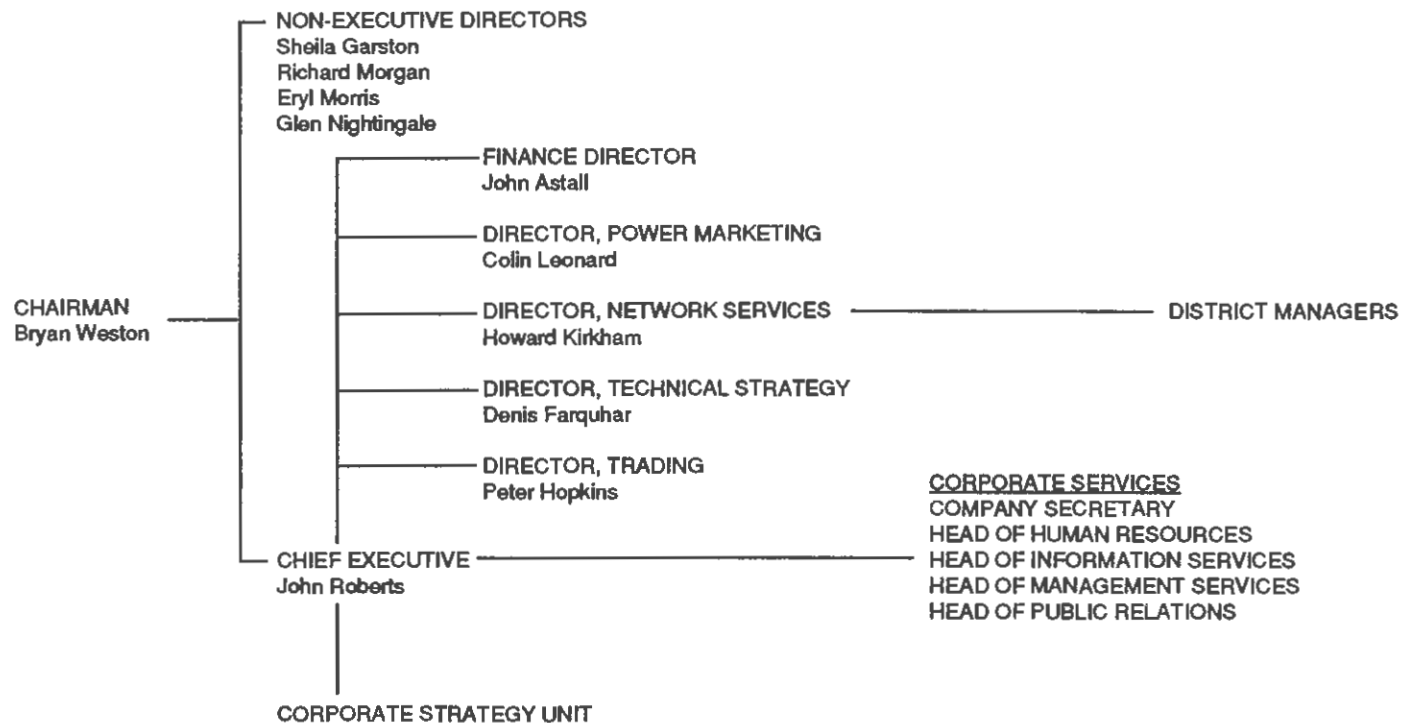 NON-EXECUTIVE DIRECTORS
Sheila Garston
Richard Morgan
Eryl Morris
Glen Nightingale
FINANCE DIRECTOR
John Astall
DIRECTOR, POWER MARKETING
Colin Leonard
CHAIRMAN
Bryan Weston
DIRECTOR, NETWORK SERVICES
Howard Kirkham
DISTRICT MANAGERS
DIRECTOR, TECHNICAL STRATEGY
Denis Farquhar
DIRECTOR, TRADING
Peter Hopkins
CHIEF EXECUTIVE
John Roberts
CORPORATE SERVICES
COMPANY SECRETARY
HEAD OF HUMAN RESOURCES
HEAD OF INFORMATION SERVICES
HEAD OF MANAGEMENT SERVICES
HEAD OF PUBLIC RELATIONS
CORPORATE STRATEGY UNIT